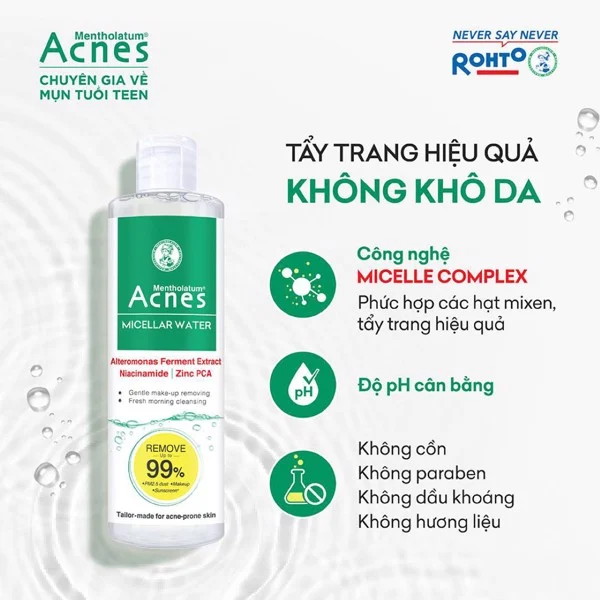 Mentholatum®
Acnes
CHUYÊN GIA VỀ
MỤN TUỔI TEEN
NEVER SAY NEVER
ROHTO
TẨY TRANG HIỆU QUẢ
KHÔNG KHÔ DA
Công nghệ
MICELLE COMPLEX
Phức hợp các hạt mixen,
tẩy trang hiệu quả
pH
Độ pH cân bằng
Không cồn
Không paraben
Không dầu khoáng
Không hương liệu
Mentholatum®
Acnes
MICELLAR WATER
Alteromonas Ferment Extract
Niacinamide | Zinc PCA
• Gentle make-up removing
• Fresh morning cleansing
REMOVE
Up to
99%
•PM2.5 dust •Makeup
•Sunscreen*
Tailor-made for acne-prone skin